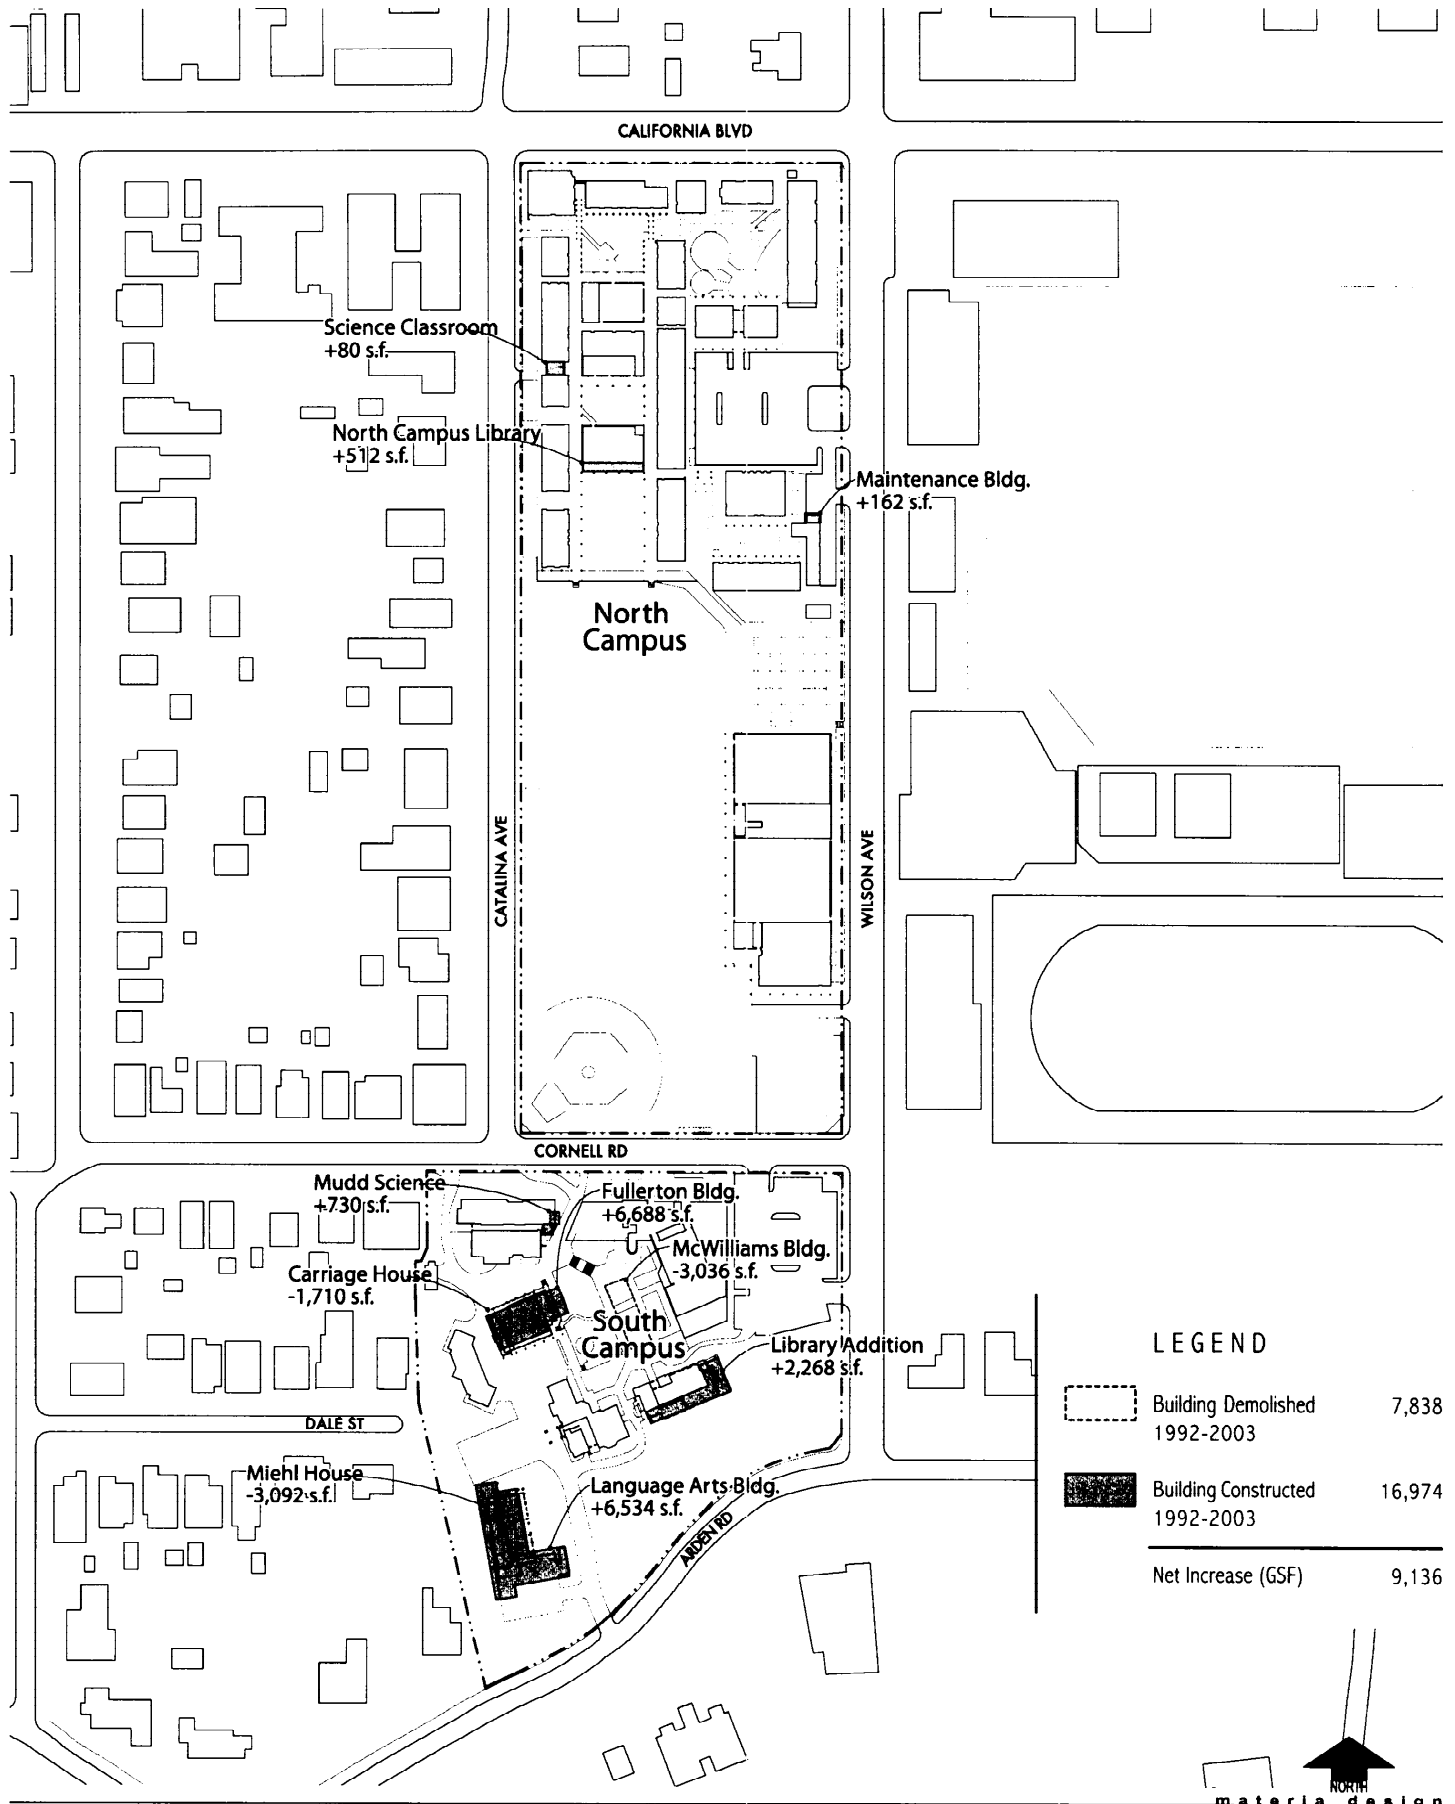 CALIFORNIA BLVD
Science Classroom
+80 s.f.
North Campus Library
+512 s.f.
Maintenance Bldg.
+162 s.f.
North
Campus
CATALINA AVE
WILSON AVE
CORNELL RD
Mudd Science
+730 s.f.
Fullerton Bldg.
+6,688 s.f.
McWilliams Bldg.
-3,036 s.f.
Carriage House
-1,710 s.f.
South
Campus
Library Addition
+2,268 s.f.
DALE ST
Miehl House
-3,092 s.f.
Language Arts Bldg.
+6,534 s.f.
ARDEN RD
LEGEND
Building Demolished 7,838
1992-2003
Building Constructed 16,974
1992-2003
Net Increase (GSF) 9,136
NORTH
materia design